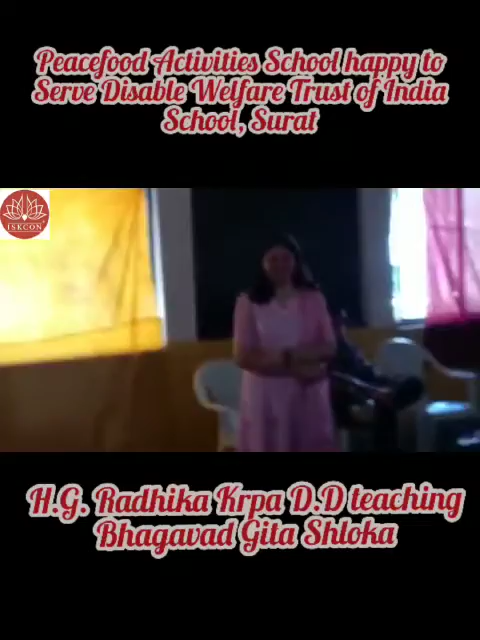 Peacefood Activities School happy to
Serve Disable Welfare Trust of India
School, Surat
ISKCON
H.G. Radhika Krpa D.D teaching
Bhagavad Gita Shloka